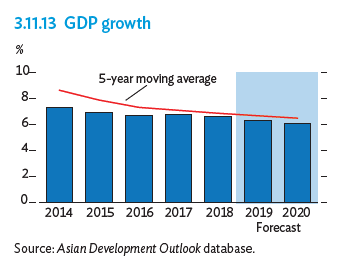 3.11.13 GDP growth
%
10
5-year moving average
8
6
4
2
0
2014 2015 2016 2017 2018 2019 2020
Forecast
Source: Asian Development Outlook database.